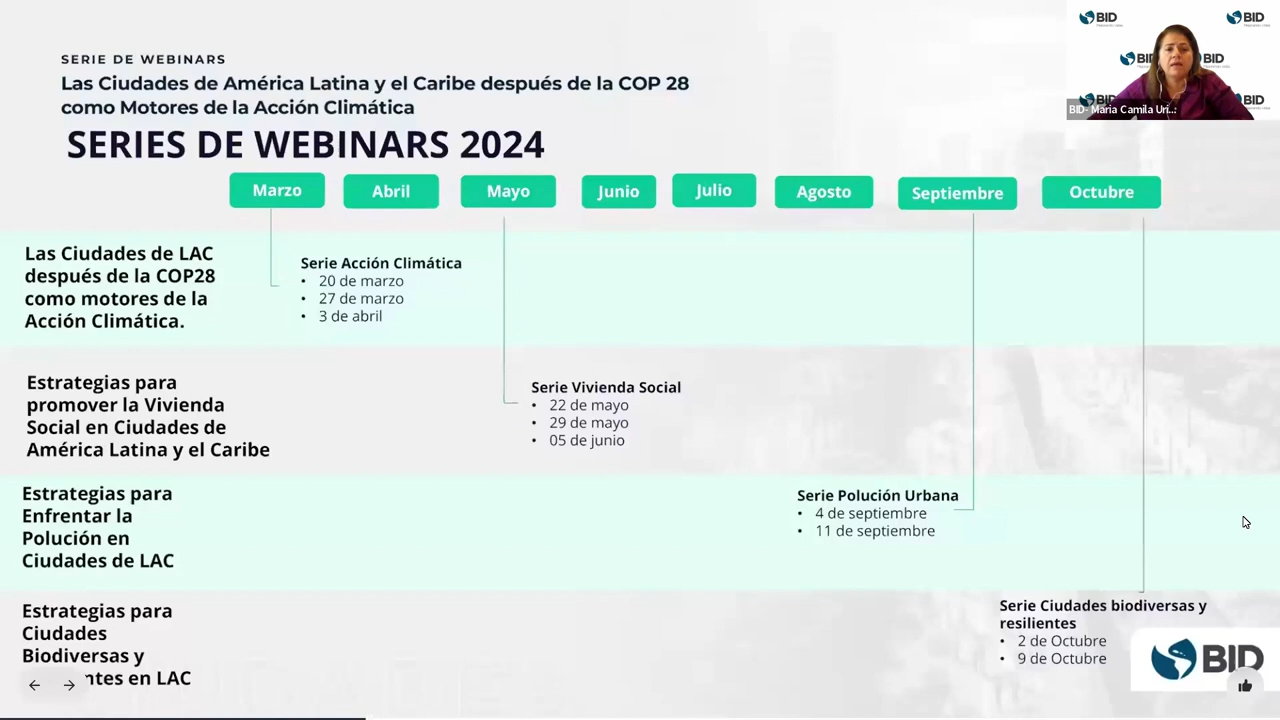 SERIE DE WEBINARS
Las Ciudades de América Latina y el Caribe después de la COP 28
como Motores de la Acción Climática
SERIES DE WEBINARS 2024
BID
BID
BID
BID
BID- Maria Camila Uri...
Marzo
Abril
Mayo
Junio
Julio
Agosto
Septiembre
Octubre
Las Ciudades de LAC
después de la COP28
como motores de la
Acción Climática.
Serie Acción Climática
• 20 de marzo
• 27 de marzo
• 3 de abril
Estrategias para
promover la Vivienda
Social en Ciudades de
América Latina y el Caribe
Serie Vivienda Social
• 22 de mayo
• 29 de mayo
• 05 de junio
Estrategias para
Enfrentar la
Polución en
Ciudades de LAC
Serie Polución Urbana
• 4 de septiembre
• 11 de septiembre
Estrategias para
Ciudades
Biodiversas y
ntes en LAC
Serie Ciudades biodiversas y
resilientes
• 2 de Octubre
• 9 de Octubre
BID